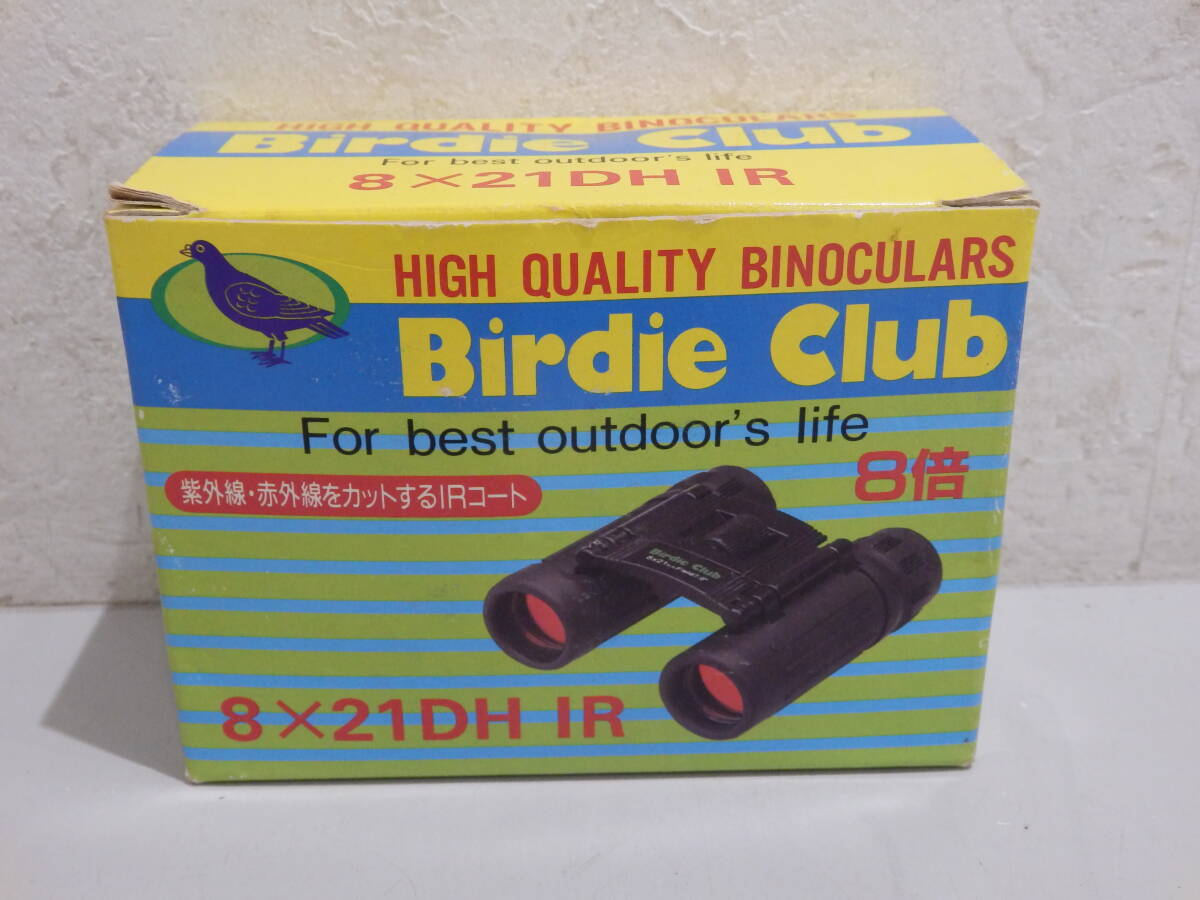 HIGH QUALITY BINOCULARS
Birdie Club
For best outdoor's life
8×21DH IR
HIGH QUALITY BINOCULARS
Birdie Club
For best outdoor's life
8倍
紫外線・赤外線をカットするIRコート
Birdie Club
8×21DH IR